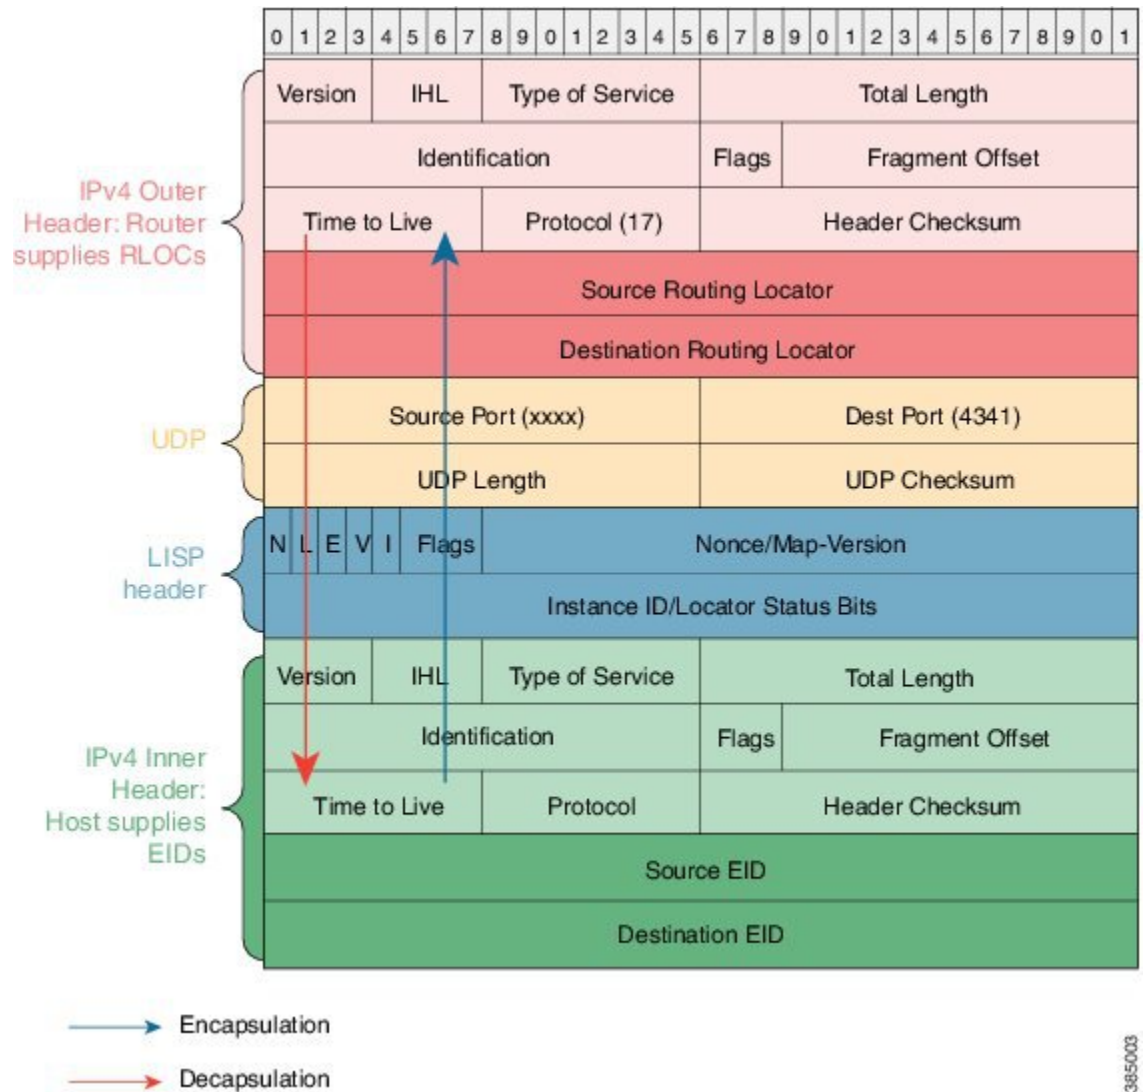 0 1 2 3 4 5 6 7 8 9 0 1 2 3 4 5 6 7 8 9 0 1 2 3 4 5 6 7 8 9 0 1
IPv4 Outer
Header: Router
supplies RLOCs
Version IHL Type of Service Total Length
Identification Flags Fragment Offset
Time to Live Protocol (17) Header Checksum
Source Routing Locator
Destination Routing Locator
UDP
Source Port (xxxx) Dest Port (4341)
UDP Length UDP Checksum
LISP
header
N L E V I Flags Nonce/Map-Version
Instance ID/Locator Status Bits
IPv4 Inner
Header:
Host supplies
EIDs
Version IHL Type of Service Total Length
Identification Flags Fragment Offset
Time to Live Protocol Header Checksum
Source EID
Destination EID
Encapsulation
Decapsulation
385003